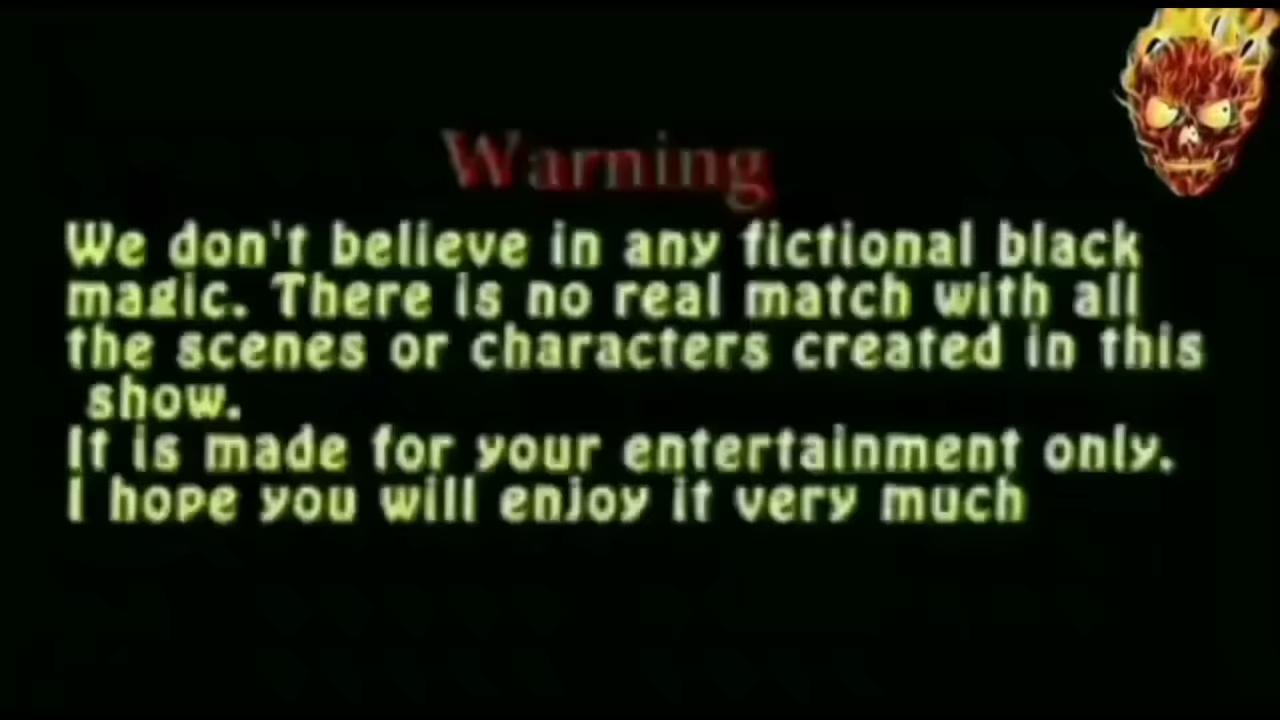 Warning
We don't believe in any fictional black
magic. There is no real match with all
the scenes or characters created in this
show.
It is made for your entertainment only.
I hope you will enjoy it very much